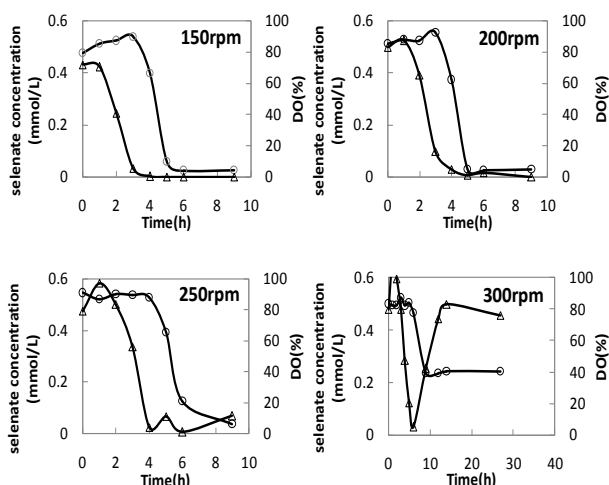 150rpm
selenate concentration
(mmol/L)
0.6
0.4
0.2
0
100
80
60
40
20
0
DO(%)
0 2 4 6 8 10
Time(h)
200rpm
selenate concentration
(mmol/L)
0.6
0.4
0.2
0
100
80
60
40
20
0
DO(%)
0 2 4 6 8 10
Time(h)
250rpm
selenate concentration
(mmol/L)
0.6
0.4
0.2
0
100
80
60
40
20
0
DO(%)
0 2 4 6 8 10
Time(h)
300rpm
selenate concentration
(mmol/L)
0.6
0.4
0.2
0
100
80
60
40
20
0
DO(%)
0 10 20 30
Time(h)